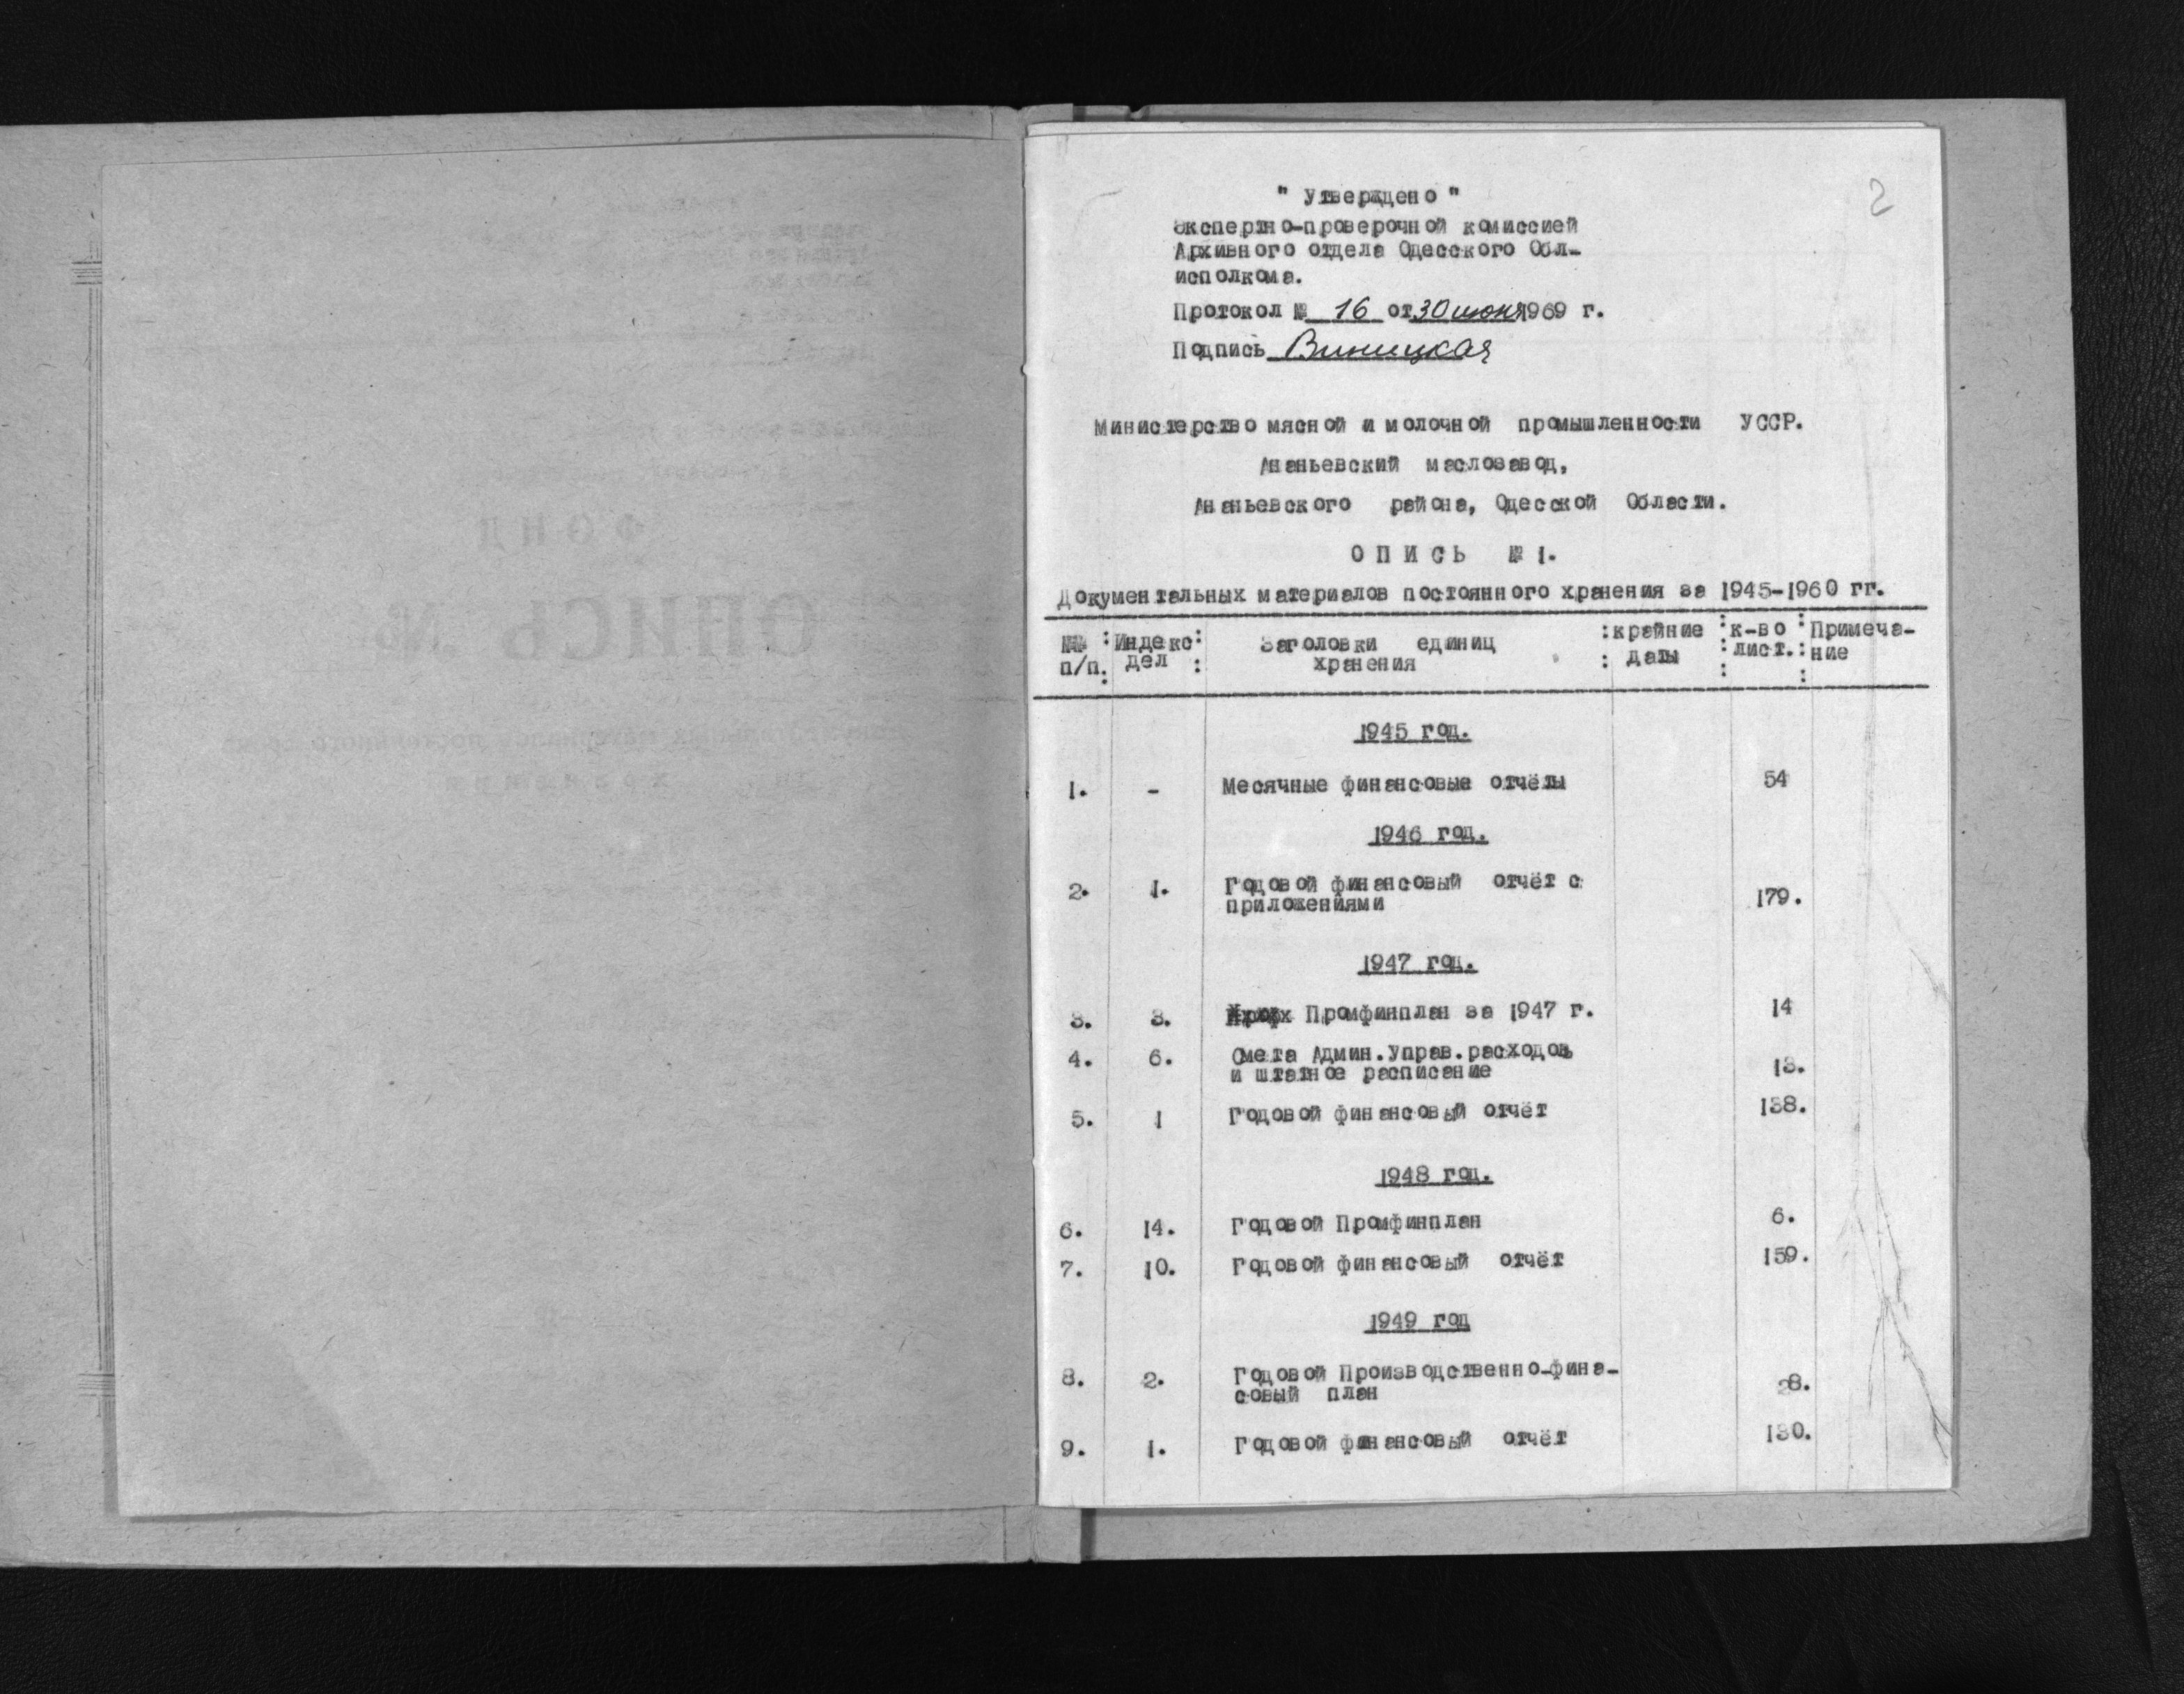 2
" Утверждено "
Экспертно-проверочной комиссией
Архивного отдела Одесского Обл-
исполкома.
Протокол № 16 от 30 июня 1969 г.
Подпись Виницкая
Министерство мясной и молочной промышленности УССР.
Ананьевский маслозавод,
Ананьевского района, Одесской Области.
ОПИСЬ № 1.
Документальных материалов постоянного хранения за 1945-1960 гг.
№№ п/п. : Индекс дел : Заголовки единиц хранения : крайние даты : к-во лист. : Примеча-ние
1945 год.
1. - Месячные финансовые отчёты 54
1946 год.
2. 1. Годовой финансовый отчёт с
приложениями 179.
1947 год.
3. 3. Промфинплан за 1947 г. 14
4. 6. Смета Админ.Управ.расходов
и штатное расписание 13.
5. 1 Годовой финансовый отчёт 138.
1948 год.
6. 14. Годовой Промфинплан 6.
7. 10. Годовой финансовый отчёт 159.
1949 год
8. 2. Годовой Производственно-фина-
совый план 28.
9. 1. Годовой финансовый отчёт 130.